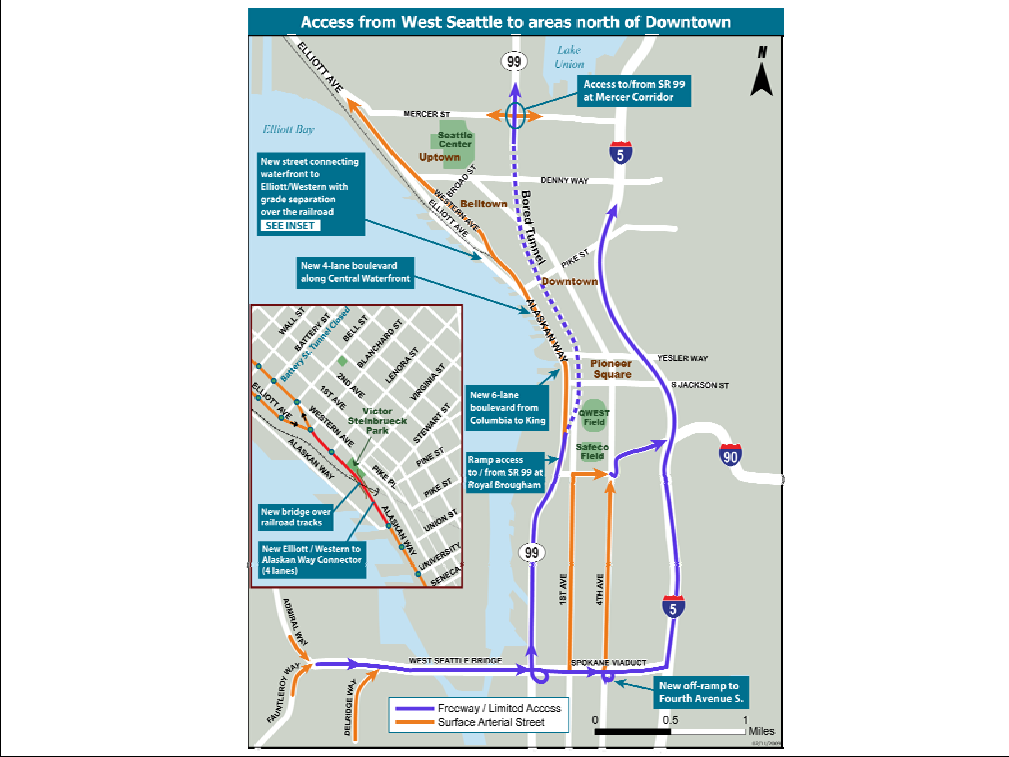 Access from West Seattle to areas north of Downtown
ELLIOTT AVE
99
Lake
Union
N
Access to/from SR 99
at Mercer Corridor
MERCER ST
Elliott Bay
Seattle
Center
Uptown
5
New street connecting
waterfront to
Elliott/Western with
grade separation
over the railroad
SEE INSET
BROAD ST
DENNY WAY
WESTERN AVE
ELLIOTT AVE
Belltown
Bored Tunnel
PIKE ST
New 4-lane boulevard
along Central Waterfront
Downtown
ALASKAN WAY
WALL ST
BATTERY ST
Battery St. Tunnel Closed
BELL ST
BLANCHARD ST
LENORA ST
VIRGINIA ST
2ND AVE
1ST AVE
STEWART ST
ELLIOTT AVE
WESTERN AVE
Victor
Steinbrueck
Park
ALASKAN WAY
PINE ST
PIKE PL
PIKE ST
UNION ST
ALASKAN WAY
UNIVERSITY
SENECA
New bridge over
railroad tracks
New Elliott / Western to
Alaskan Way Connector
(4 lanes)
Pioneer
Square
YESLER WAY
S JACKSON ST
New 6-lane
boulevard from
Columbia to King
QWEST
Field
Safeco
Field
90
Ramp access
to / from SR 99 at
Royal Brougham
99
1ST AVE
4TH AVE
5
ADMIRAL WAY
FAUNTLEROY WAY
DELRIDGE WAY
WEST SEATTLE BRIDGE
SPOKANE VIADUCT
New off-ramp to
Fourth Avenue S.
Freeway / Limited Access
Surface Arterial Street
0 0.5 1
Miles